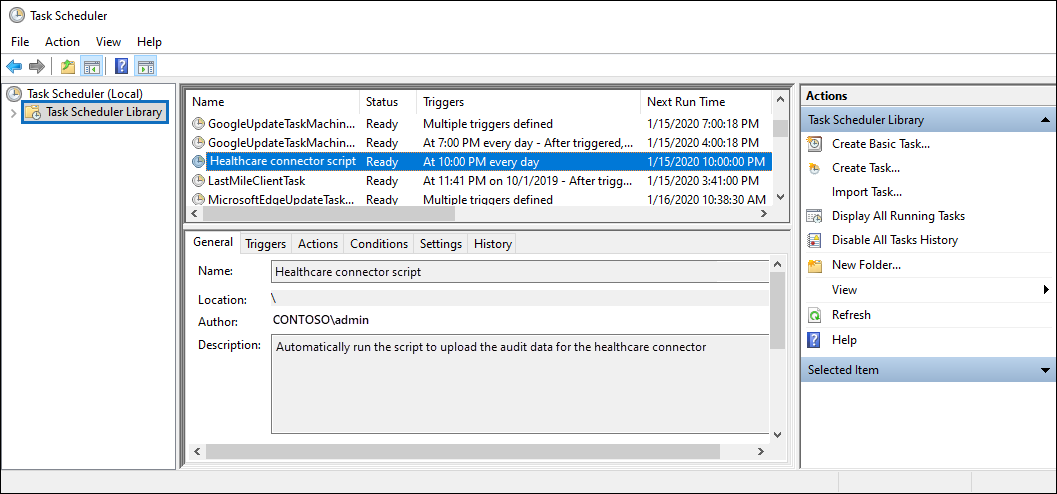 Task Scheduler
File Action View Help
Task Scheduler (Local)
Task Scheduler Library
Name Status Triggers Next Run Time
GoogleUpdateTaskMachin... Ready Multiple triggers defined 1/15/2020 7:00:18 PM
GoogleUpdateTaskMachin... Ready At 7:00 PM every day - After triggered,... 1/15/2020 4:00:18 PM
Healthcare connector script Ready At 10:00 PM every day 1/15/2020 10:00:00 PM
LastMileClientTask Ready At 11:41 PM on 10/1/2019 - After trigg... 1/15/2020 3:41:00 PM
MicrosoftEdgeUpdateTask... Ready Multiple triggers defined 1/16/2020 10:38:30 AM
General Triggers Actions Conditions Settings History
Name: Healthcare connector script
Location: \
Author: CONTOSO\admin
Description: Automatically run the script to upload the audit data for the healthcare connector
Actions
Task Scheduler Library
Create Basic Task...
Create Task...
Import Task...
Display All Running Tasks
Disable All Tasks History
New Folder...
View
Refresh
Help
Selected Item